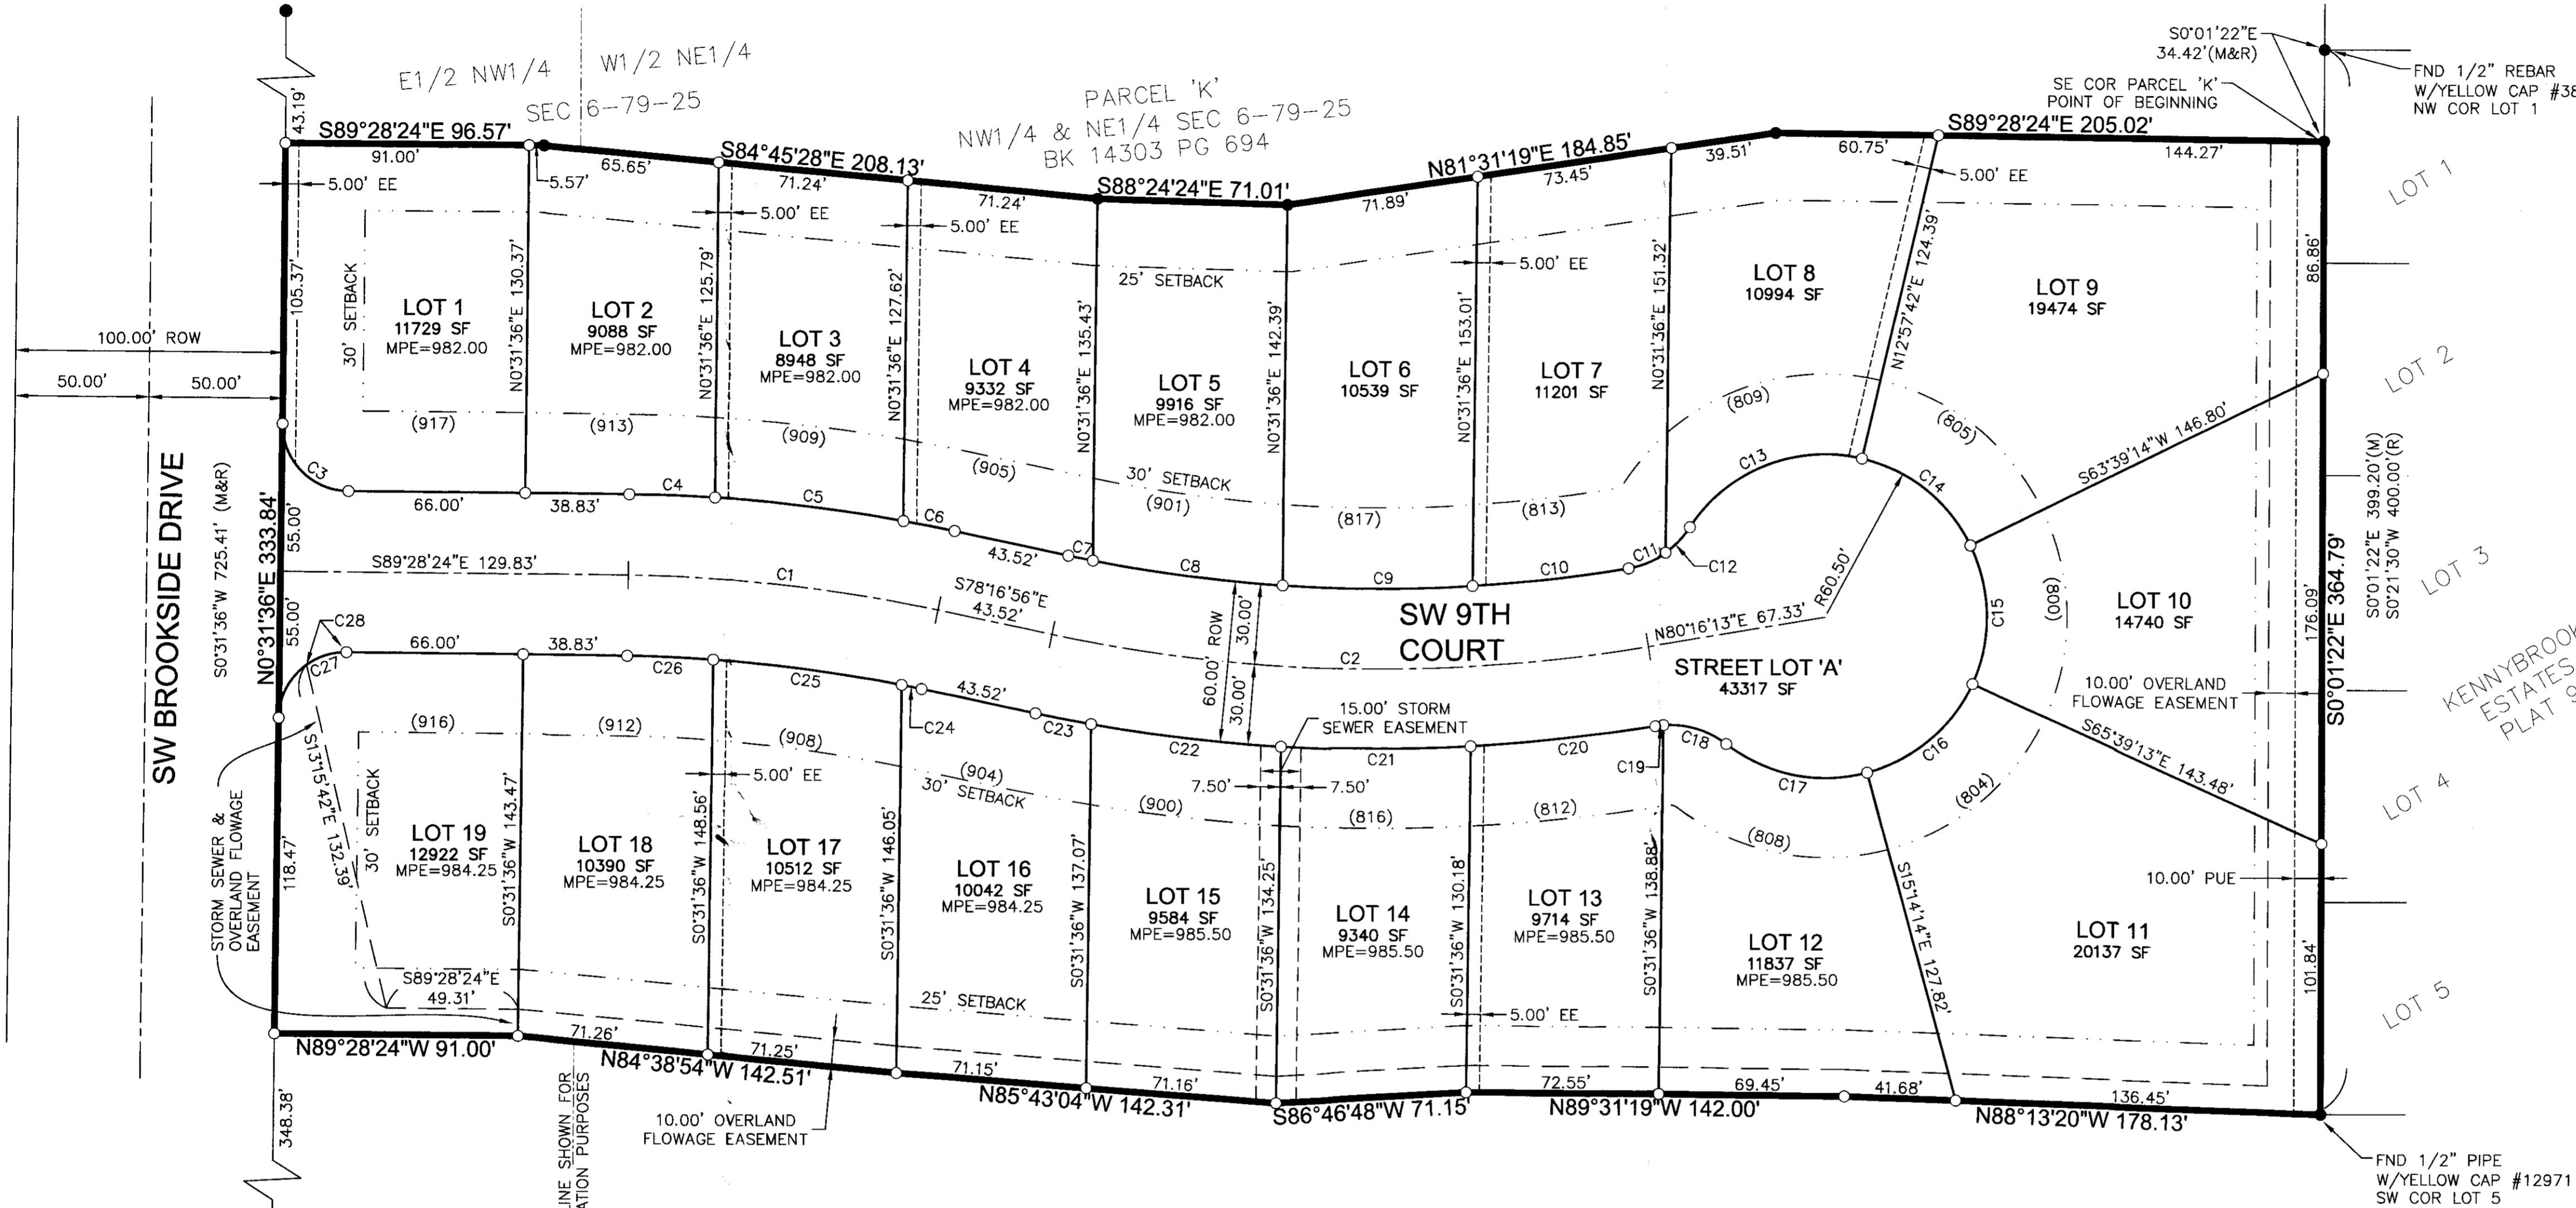 43.19'
E1/2 NW1/4
W1/2 NE1/4
SEC 6-79-25
PARCEL 'K'
NW1/4 & NE1/4 SEC 6-79-25
BK 14303 PG 694
S0°01'22"E
34.42'(M&R)
SE COR PARCEL 'K'
POINT OF BEGINNING
FND 1/2" REBAR
W/YELLOW CAP #38
NW COR LOT 1
S89°28'24"E 96.57'
91.00'
5.57'
65.65'
S84°45'28"E 208.13'
71.24'
71.24'
S88°24'24"E 71.01'
N81°31'19"E 184.85'
71.89'
73.45'
39.51'
60.75'
S89°28'24"E 205.02'
144.27'
5.00' EE
5.00' EE
5.00' EE
5.00' EE
5.00' EE
105.37'
30' SETBACK
LOT 1
11729 SF
MPE=982.00
(917)
N0°31'36"E 130.37'
LOT 2
9088 SF
MPE=982.00
(913)
N0°31'36"E 125.79'
LOT 3
8948 SF
MPE=982.00
(909)
N0°31'36"E 127.62'
LOT 4
9332 SF
MPE=982.00
(905)
N0°31'36"E 135.43'
25' SETBACK
LOT 5
9916 SF
MPE=982.00
30' SETBACK
(901)
N0°31'36"E 142.39'
LOT 6
10539 SF
(817)
N0°31'36"E 153.01'
LOT 7
11201 SF
(813)
N0°31'36"E 151.32'
LOT 8
10994 SF
(809)
N12°57'42"E 124.39'
LOT 9
19474 SF
(805)
86.86'
S63°39'14"W 146.80'
LOT 1
LOT 2
LOT 3
LOT 4
LOT 5
100.00' ROW
50.00'
50.00'
SW BROOKSIDE DRIVE
S0°31'36"W 725.41' (M&R)
N0°31'36"E 333.84'
55.00'
55.00'
C3
66.00'
38.83'
C4
C5
C6
43.52'
C7
C8
C9
C10
C11
C12
C13
C14
C15
R60.50'
S89°28'24"E 129.83'
C1
S78°16'56"E
43.52'
C2
N80°16'13"E 67.33'
60.00' ROW
30.00'
30.00'
SW 9TH
COURT
STREET LOT 'A'
43317 SF
(800)
LOT 10
14740 SF
176.09'
S0°01'22"E 364.79'
S0°01'22"E 399.20'(M)
S0°21'30"W 400.00'(R)
10.00' OVERLAND
FLOWAGE EASEMENT
KENNYBROOK
ESTATES
PLAT 9
S65°39'13"E 143.48'
C28
C27
66.00'
38.83'
C26
C25
C24
43.52'
C23
C22
C21
C20
C19
C18
C17
C16
15.00' STORM
SEWER EASEMENT
7.50'
7.50'
5.00' EE
(916)
S13°15'42"E 132.39'
30' SETBACK
118.47'
STORM SEWER &
OVERLAND FLOWAGE
EASEMENT
LOT 19
12922 SF
MPE=984.25
S0°31'36"W 143.47'
(912)
LOT 18
10390 SF
MPE=984.25
S0°31'36"W 148.56'
(908)
LOT 17
10512 SF
MPE=984.25
S0°31'36"W 146.05'
(904)
30' SETBACK
LOT 16
10042 SF
MPE=984.25
S0°31'36"W 137.07'
(900)
LOT 15
9584 SF
MPE=985.50
S0°31'36"W 134.25'
(816)
LOT 14
9340 SF
MPE=985.50
S0°31'36"W 130.18'
(812)
LOT 13
9714 SF
MPE=985.50
S0°31'36"W 138.88'
(808)
LOT 12
11837 SF
MPE=985.50
S15°14'14"E 127.82'
(804)
LOT 11
20137 SF
10.00' PUE
101.84'
S89°28'24"E
49.31'
25' SETBACK
5.00' EE
N89°28'24"W 91.00'
71.26'
N84°38'54"W 142.51'
71.25'
71.15'
N85°43'04"W 142.31'
71.16'
S86°46'48"W 71.15'
72.55'
N89°31'19"W 142.00'
69.45'
41.68'
N88°13'20"W 178.13'
136.45'
348.38'
LINE SHOWN FOR
ATION PURPOSES
10.00' OVERLAND
FLOWAGE EASEMENT
FND 1/2" PIPE
W/YELLOW CAP #12971
SW COR LOT 5